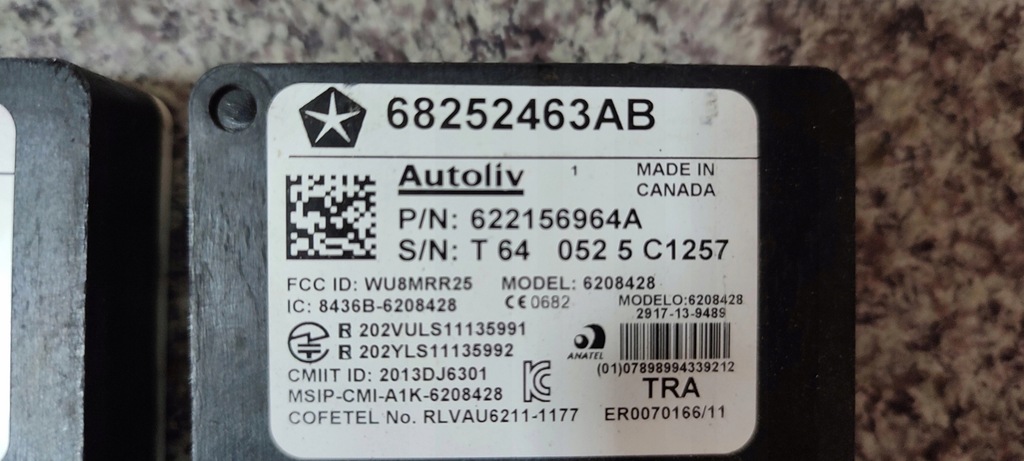 68252463AB
Autoliv 1 MADE IN
CANADA
P/N: 622156964A
S/N: T 64 052 5 C1257
FCC ID: WU8MRR25 MODEL: 6208428
IC: 8436B-6208428 CE0682 MODELO:6208428
2917-13-9489
R 202VULS11135991
R 202YLS11135992
ANATEL
(01)07898994339212
CMIIT ID: 2013DJ6301
MSIP-CMI-A1K-6208428
TRA
COFETEL No. RLVAU6211-1177 ER0070166/11